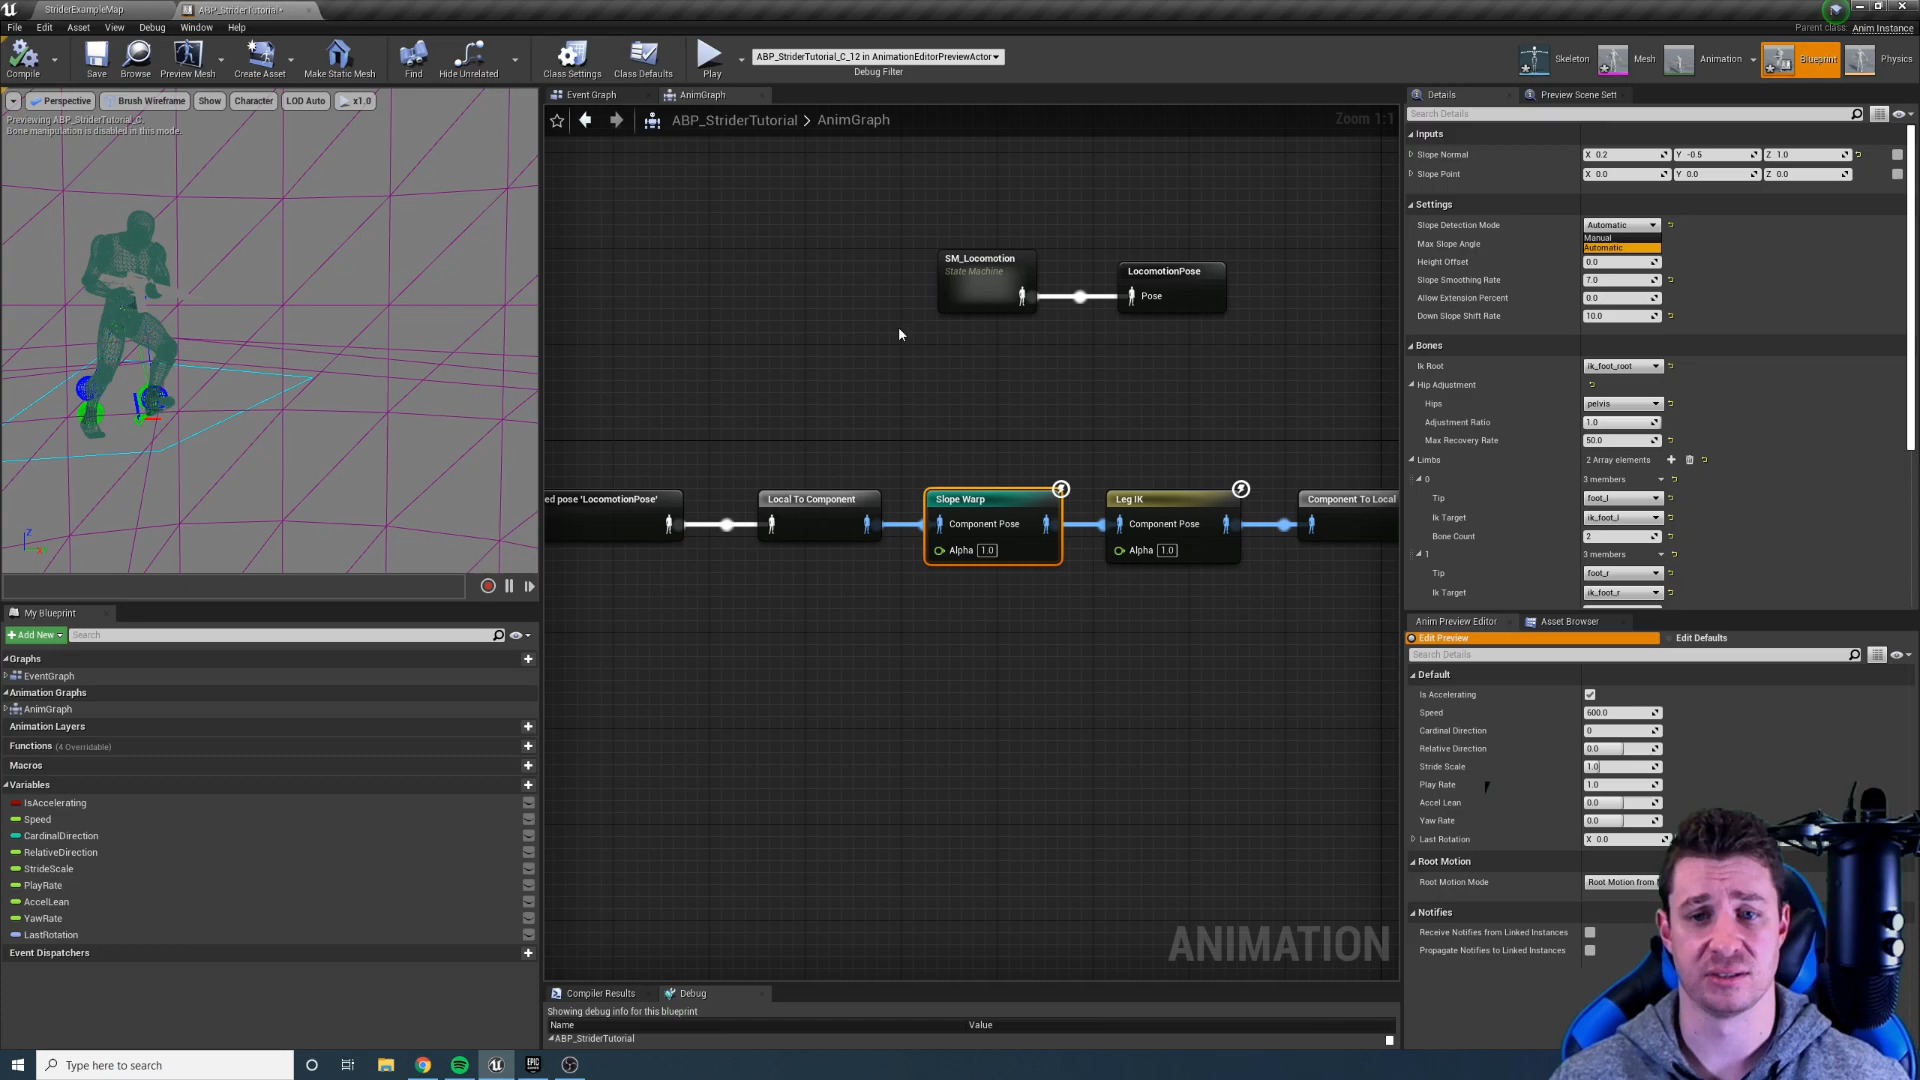 StriderExampleMap
ABP_StriderTutorial*
File Edit Asset View Debug Window Help
Parent class: Anim Instance
Compile
Save
Browse
Preview Mesh
Create Asset
Make Static Mesh
Find
Hide Unrelated
Class Settings
Class Defaults
Play
ABP_StriderTutorial_C_12 in AnimationEditorPreviewActor
Debug Filter
Skeleton
Mesh
Animation
Blueprint
Physics
Perspective
Brush Wireframe
Show
Character
LOD Auto
x1.0
Previewing ABP_StriderTutorial_C.
Bone manipulation is disabled in this mode.
Event Graph
AnimGraph
ABP_StriderTutorial > AnimGraph
Zoom 1:1
SM_Locomotion
State Machine
LocomotionPose
Pose
ed pose 'LocomotionPose'
Local To Component
Slope Warp
Component Pose
Alpha 1.0
Leg IK
Component Pose
Alpha 1.0
Component To Local
ANIMATION
Compiler Results
Debug
Showing debug info for this blueprint
Name Value
ABP_StriderTutorial
My Blueprint
Add New
Search
Graphs
EventGraph
Animation Graphs
AnimGraph
Animation Layers
Functions (4 Overridable)
Macros
Variables
IsAccelerating
Speed
CardinalDirection
RelativeDirection
StrideScale
PlayRate
AccelLean
YawRate
LastRotation
Event Dispatchers
Details
Preview Scene Sett
Search Details
Inputs
Slope Normal X 0.2 Y -0.5 Z 1.0
Slope Point X 0.0 Y 0.0 Z 0.0
Settings
Slope Detection Mode Automatic
Manual
Automatic
Max Slope Angle
Height Offset 0.0
Slope Smoothing Rate 7.0
Allow Extension Percent 0.0
Down Slope Shift Rate 10.0
Bones
Ik Root ik_foot_root
Hip Adjustment
Hips pelvis
Adjustment Ratio 1.0
Max Recovery Rate 50.0
Limbs 2 Array elements
0 3 members
Tip foot_l
Ik Target ik_foot_l
Bone Count 2
1 3 members
Tip foot_r
Ik Target ik_foot_r
Anim Preview Editor
Asset Browser
Edit Preview
Edit Defaults
Search Details
Default
Is Accelerating
Speed 600.0
Cardinal Direction 0
Relative Direction 0.0
Stride Scale 1.0
Play Rate 1.0
Accel Lean 0.0
Yaw Rate 0.0
Last Rotation X 0.0
Root Motion
Root Motion Mode Root Motion from
Notifies
Receive Notifies from Linked Instances
Propagate Notifies to Linked Instances
Type here to search